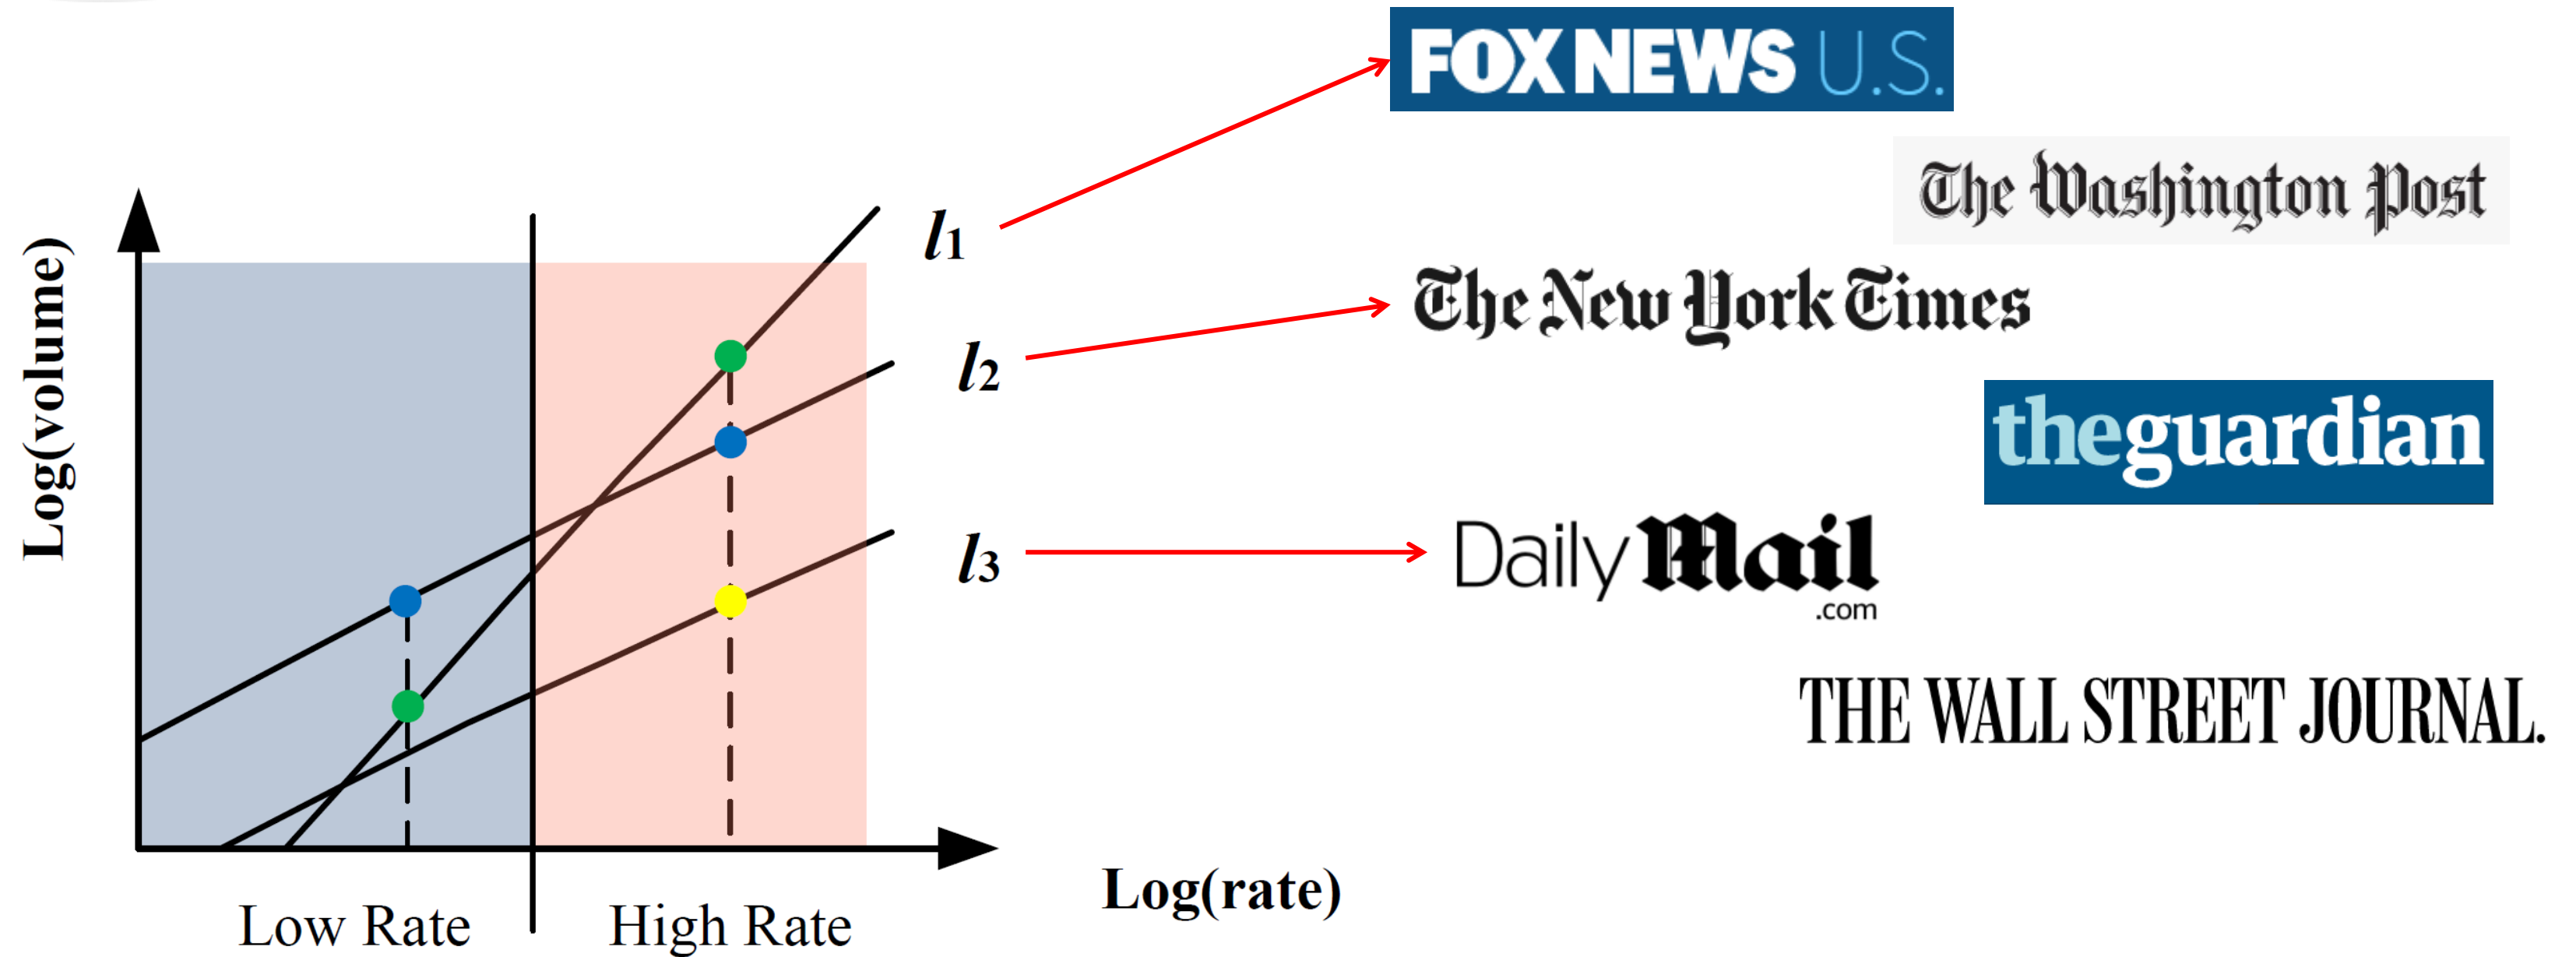 FOX NEWS U.S.
The Washington Post
The New York Times
theguardian
Daily Mail
.com
THE WALL STREET JOURNAL.
l1
l2
l3
Log(volume)
Log(rate)
Low Rate
High Rate